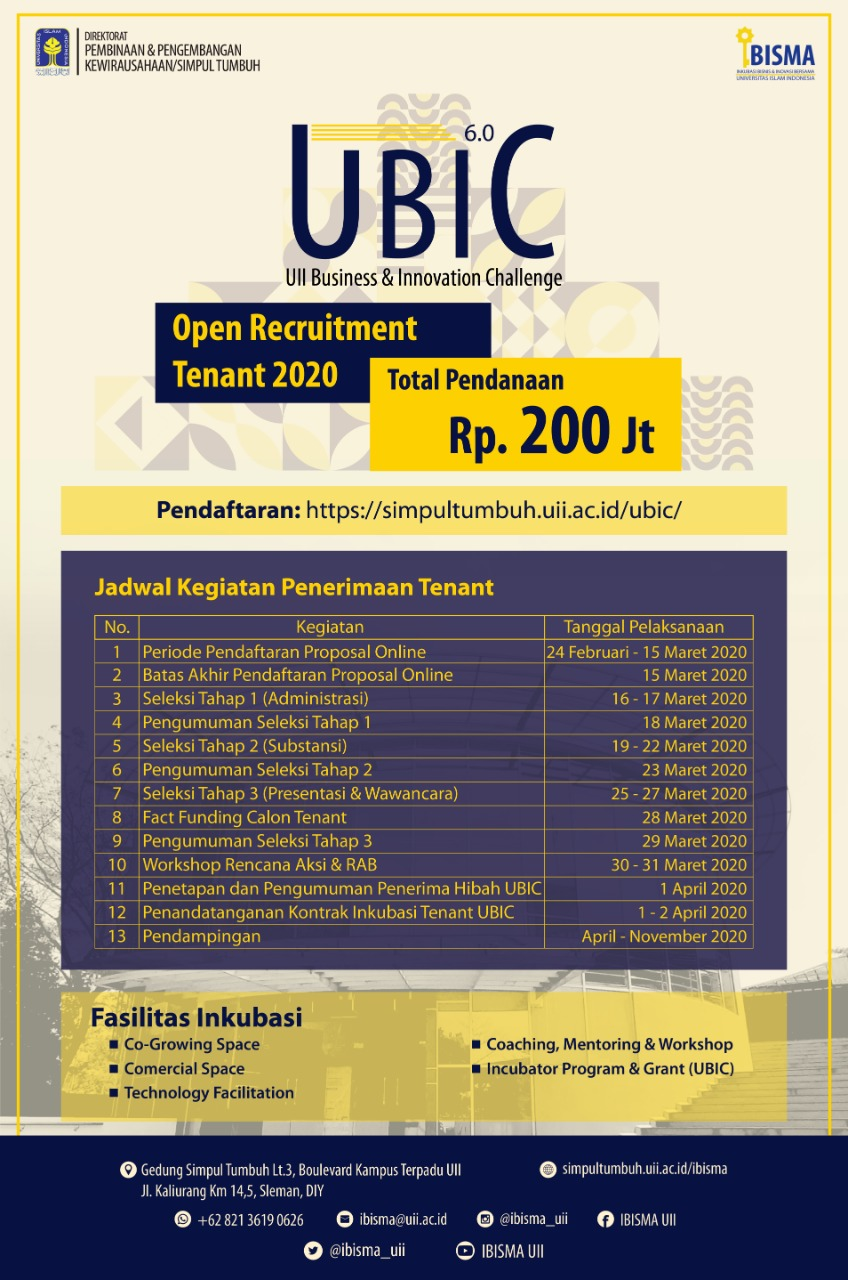 DIREKTORAT
PEMBINAAN & PENGEMBANGAN
KEWIRAUSAHAAN/SIMPUL TUMBUH
UNIVERSITAS ISLAM INDONESIA
IBISMA
INKUBASI BISNIS & INOVASI BERSAMA
UNIVERSITAS ISLAM INDONESIA
UBIC 6.0
UII Business & Innovation Challenge
Open Recruitment
Tenant 2020
Total Pendanaan
Rp. 200 Jt
Pendaftaran: https://simpultumbuh.uii.ac.id/ubic/
Jadwal Kegiatan Penerimaan Tenant
No. Kegiatan Tanggal Pelaksanaan
1 Periode Pendaftaran Proposal Online 24 Februari - 15 Maret 2020
2 Batas Akhir Pendaftaran Proposal Online 15 Maret 2020
3 Seleksi Tahap 1 (Administrasi) 16 - 17 Maret 2020
4 Pengumuman Seleksi Tahap 1 18 Maret 2020
5 Seleksi Tahap 2 (Substansi) 19 - 22 Maret 2020
6 Pengumuman Seleksi Tahap 2 23 Maret 2020
7 Seleksi Tahap 3 (Presentasi & Wawancara) 25 - 27 Maret 2020
8 Fact Funding Calon Tenant 28 Maret 2020
9 Pengumuman Seleksi Tahap 3 29 Maret 2020
10 Workshop Rencana Aksi & RAB 30 - 31 Maret 2020
11 Penetapan dan Pengumuman Penerima Hibah UBIC 1 April 2020
12 Penandatanganan Kontrak Inkubasi Tenant UBIC 1 - 2 April 2020
13 Pendampingan April - November 2020
Fasilitas Inkubasi
Co-Growing Space
Comercial Space
Technology Facilitation
Coaching, Mentoring & Workshop
Incubator Program & Grant (UBIC)
Gedung Simpul Tumbuh Lt.3, Boulevard Kampus Terpadu UII
Jl. Kaliurang Km 14,5, Sleman, DIY
simpultumbuh.uii.ac.id/ibisma
+62 821 3619 0626 ibisma@uii.ac.id @ibisma_uii IBISMA UII
@ibisma_uii IBISMA UII